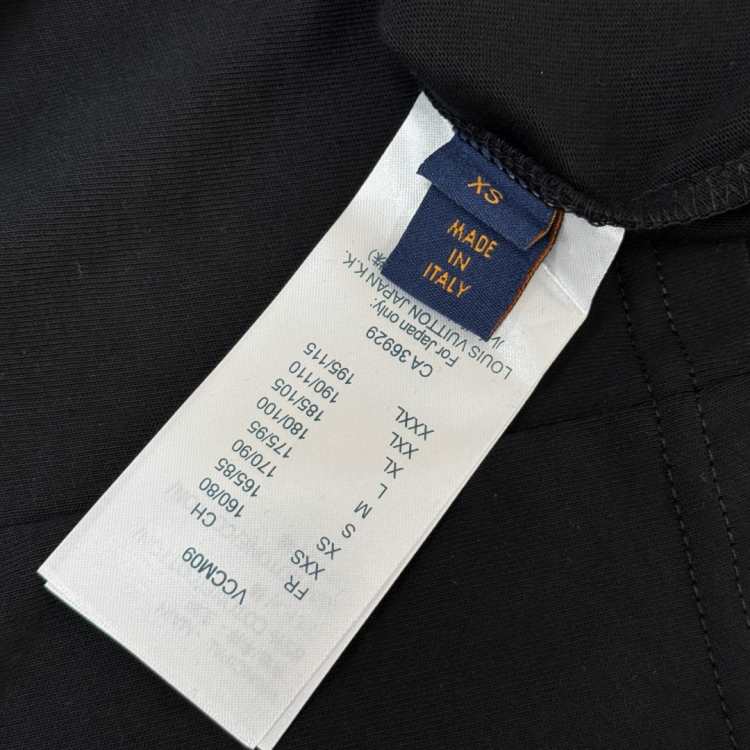 XS
MADE
IN
ITALY
VCCM09
FR CH
XXS 160/80
XS 165/85
S 170/90
M 175/95
L 180/100
XL 185/105
XXL 190/110
XXXL 195/115
CA 36929
For Japan only:
LOUIS VUITTON JAPAN K.K.